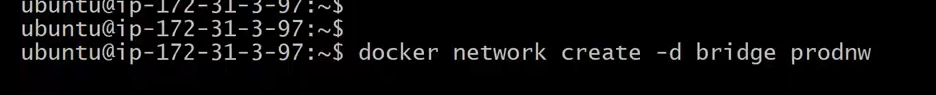 ubuntu@ip-172-31-3-97:~$
ubuntu@ip-172-31-3-97:~$
ubuntu@ip-172-31-3-97:~$ docker network create -d bridge prodnw